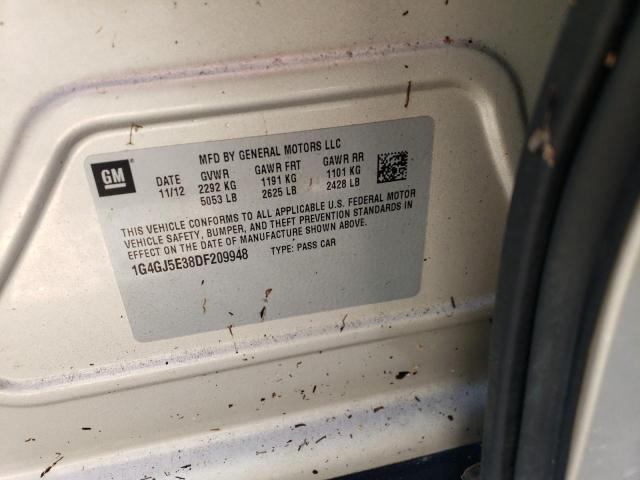 GM
MFD BY GENERAL MOTORS LLC
DATE GVWR GAWR FRT GAWR RR
11/12 2292 KG 1191 KG 1101 KG
5053 LB 2625 LB 2428 LB
THIS VEHICLE CONFORMS TO ALL APPLICABLE U.S. FEDERAL MOTOR
VEHICLE SAFETY, BUMPER, AND THEFT PREVENTION STANDARDS IN
EFFECT ON THE DATE OF MANUFACTURE SHOWN ABOVE.
1G4GJ5E38DF209948 TYPE: PASS CAR